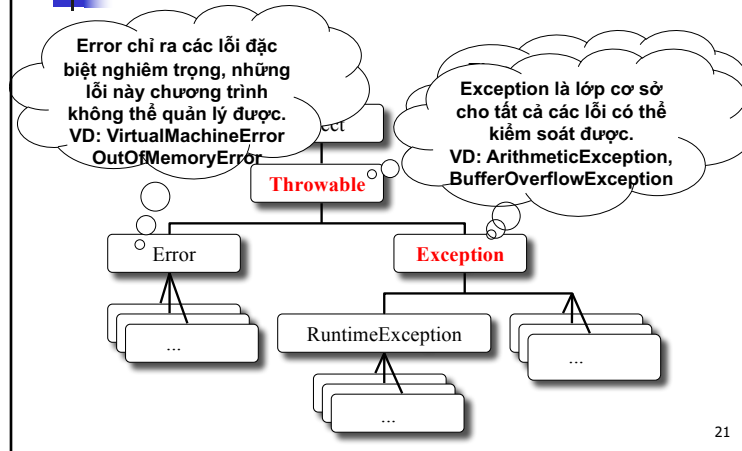 Error chỉ ra các lỗi đặc
biệt nghiêm trọng, những
lỗi này chương trình
không thể quản lý được.
VD: VirtualMachineError
OutOfMemoryError
Exception là lớp cơ sở
cho tất cả các lỗi có thể
kiểm soát được.
VD: ArithmeticException,
BufferOverflowException
Throwable
Error
Exception
...
RuntimeException
...
...
21